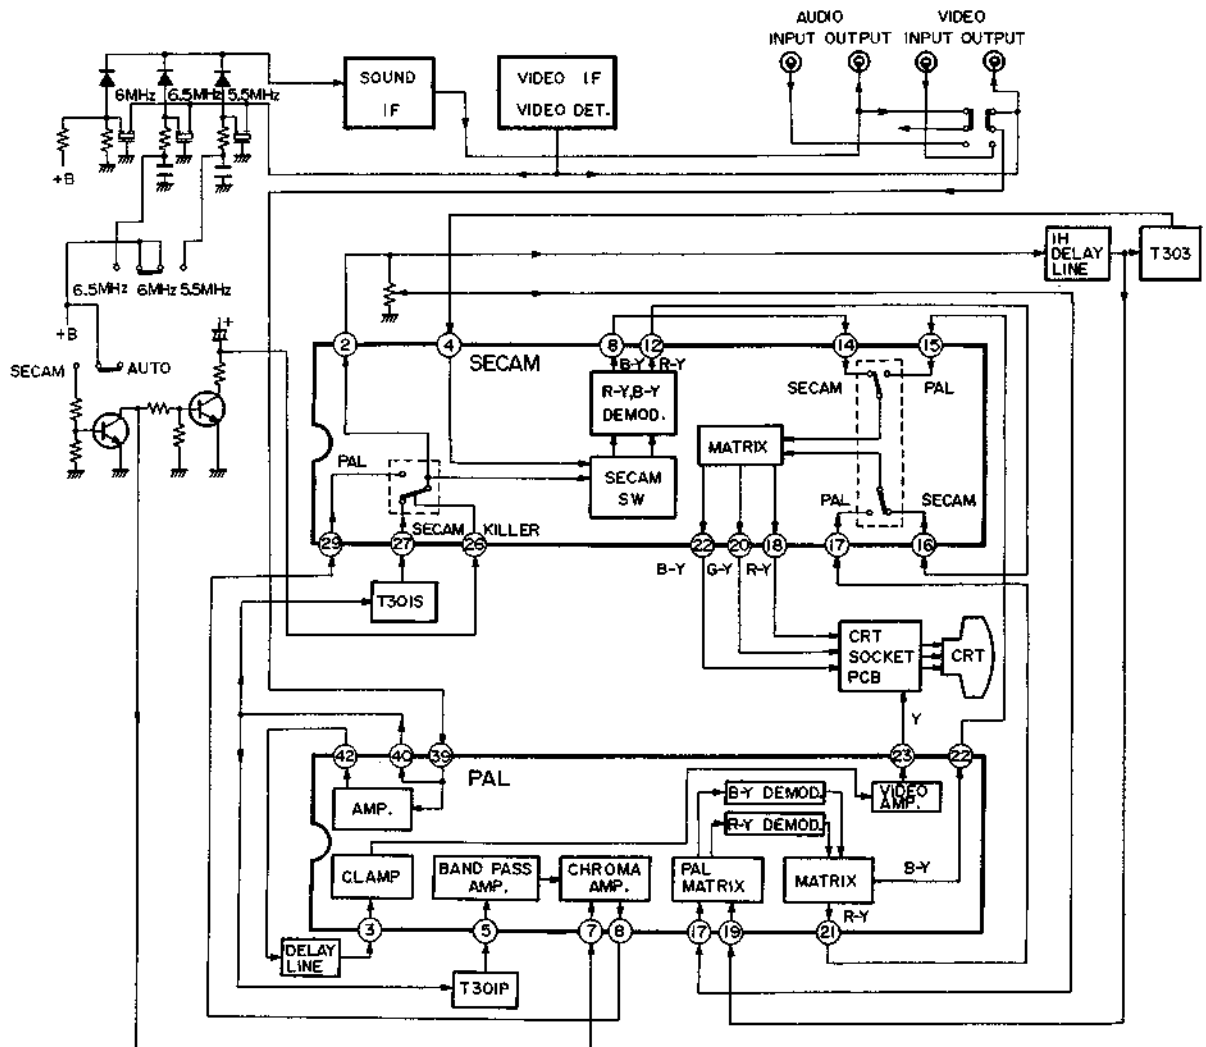 AUDIO VIDEO
INPUT OUTPUT INPUT OUTPUT
6MHz 6.5MHz 5.5MHz
SOUND
IF
VIDEO IF
VIDEO DET.
+B
6.5MHz 6MHz 5.5MHz
+B
SECAM AUTO
+
1H
DELAY
LINE
T303
2 4 8 12 14 15
SECAM
B-Y R-Y
R-Y,B-Y
DEMOD.
SECAM PAL
MATRIX
PAL
SECAM
SW
PAL SECAM
SECAM KILLER
29 27 26 22 20 18 17 16
B-Y G-Y R-Y
T301S
CRT
SOCKET
PCB
CRT
Y
42 40 39 23 22
PAL
AMP.
B-Y DEMOD.
R-Y DEMOD.
VIDEO
AMP.
CLAMP
BAND PASS
AMP.
CHROMA
AMP.
PAL
MATRIX
MATRIX
B-Y
R-Y
3 5 7 8 17 19 21
DELAY
LINE
T301P